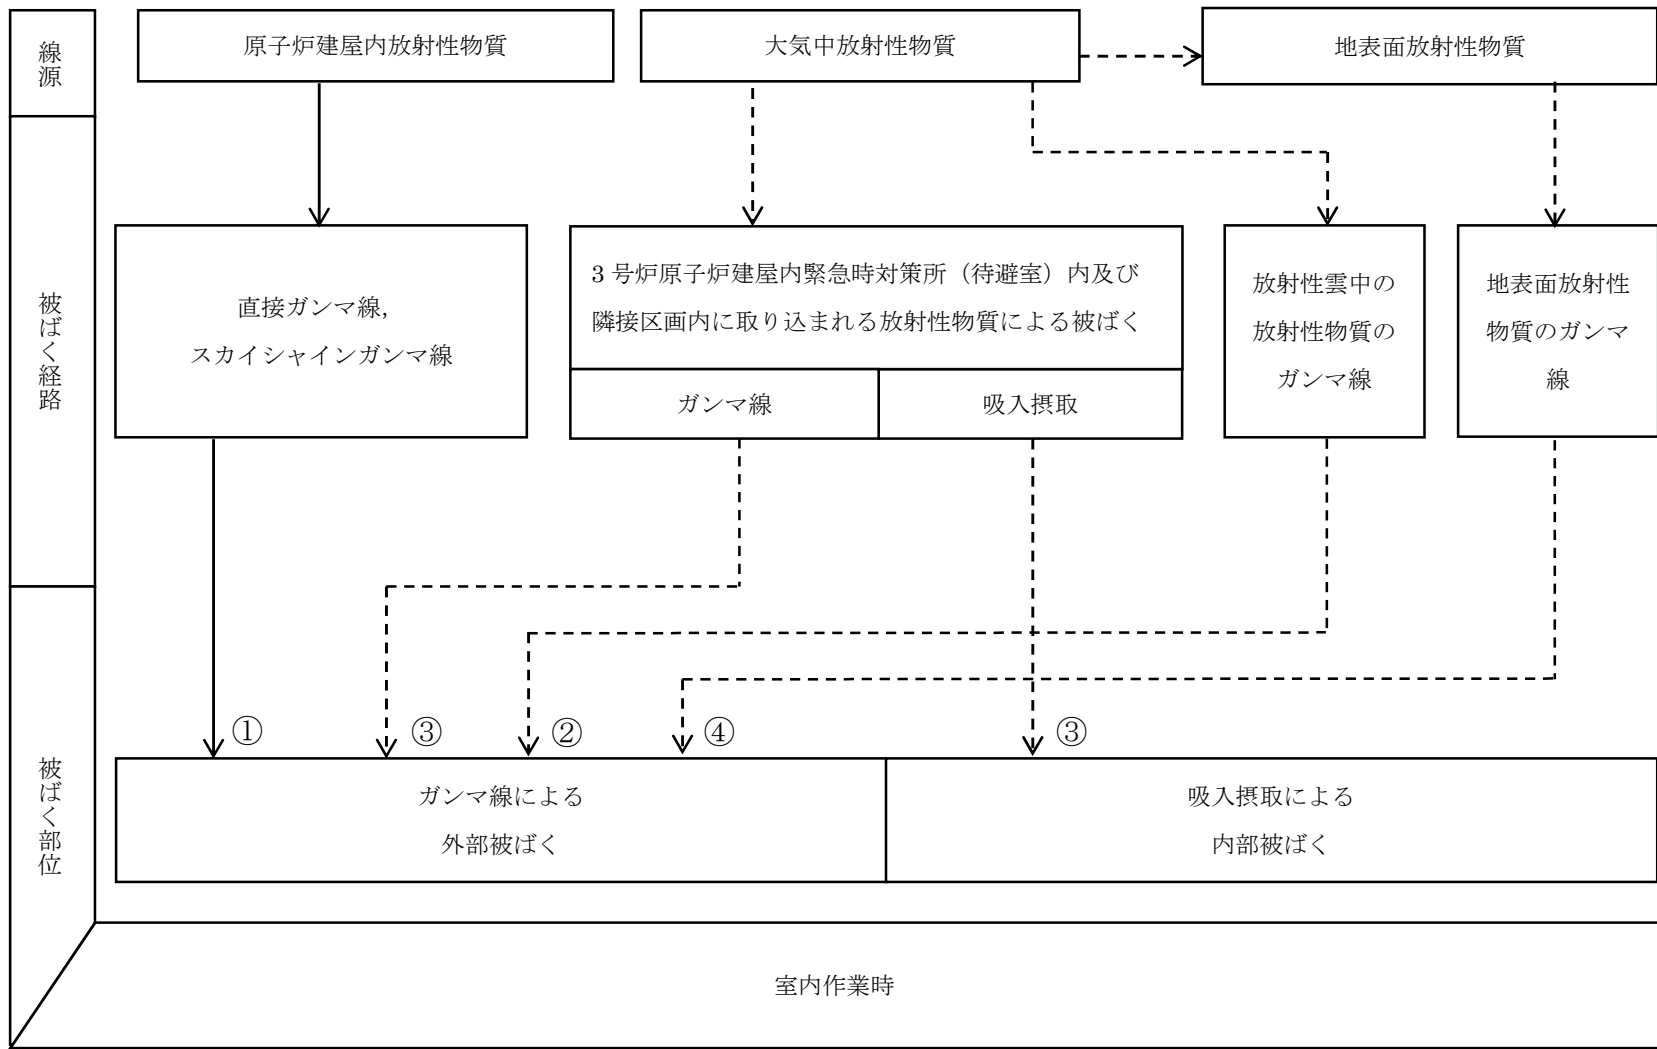 線源
原子炉建屋内放射性物質
大気中放射性物質
地表面放射性物質
被ばく経路
直接ガンマ線,
スカイシャインガンマ線
3 号炉原子炉建屋内緊急時対策所（待避室）内及び
隣接区画内に取り込まれる放射性物質による被ばく
ガンマ線
吸入摂取
放射性雲中の
放射性物質の
ガンマ線
地表面放射性
物質のガンマ
線
①
③
②
④
③
被ばく部位
ガンマ線による
外部被ばく
吸入摂取による
内部被ばく
室内作業時